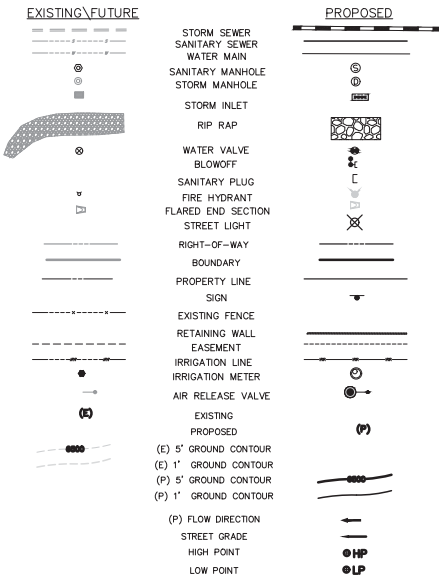 EXISTING\FUTURE PROPOSED
STORM SEWER
SANITARY SEWER
WATER MAIN
SANITARY MANHOLE S
STORM MANHOLE D
STORM INLET
RIP RAP
WATER VALVE
BLOWOFF
SANITARY PLUG
FIRE HYDRANT
FLARED END SECTION
STREET LIGHT
RIGHT-OF-WAY
BOUNDARY
PROPERTY LINE
SIGN
EXISTING FENCE
RETAINING WALL
EASEMENT
IRRIGATION LINE
IRRIGATION METER
AIR RELEASE VALVE
(E) EXISTING
PROPOSED (P)
(E) 5' GROUND CONTOUR
(E) 1' GROUND CONTOUR
(P) 5' GROUND CONTOUR
(P) 1' GROUND CONTOUR
(P) FLOW DIRECTION
STREET GRADE
HIGH POINT HP
LOW POINT LP